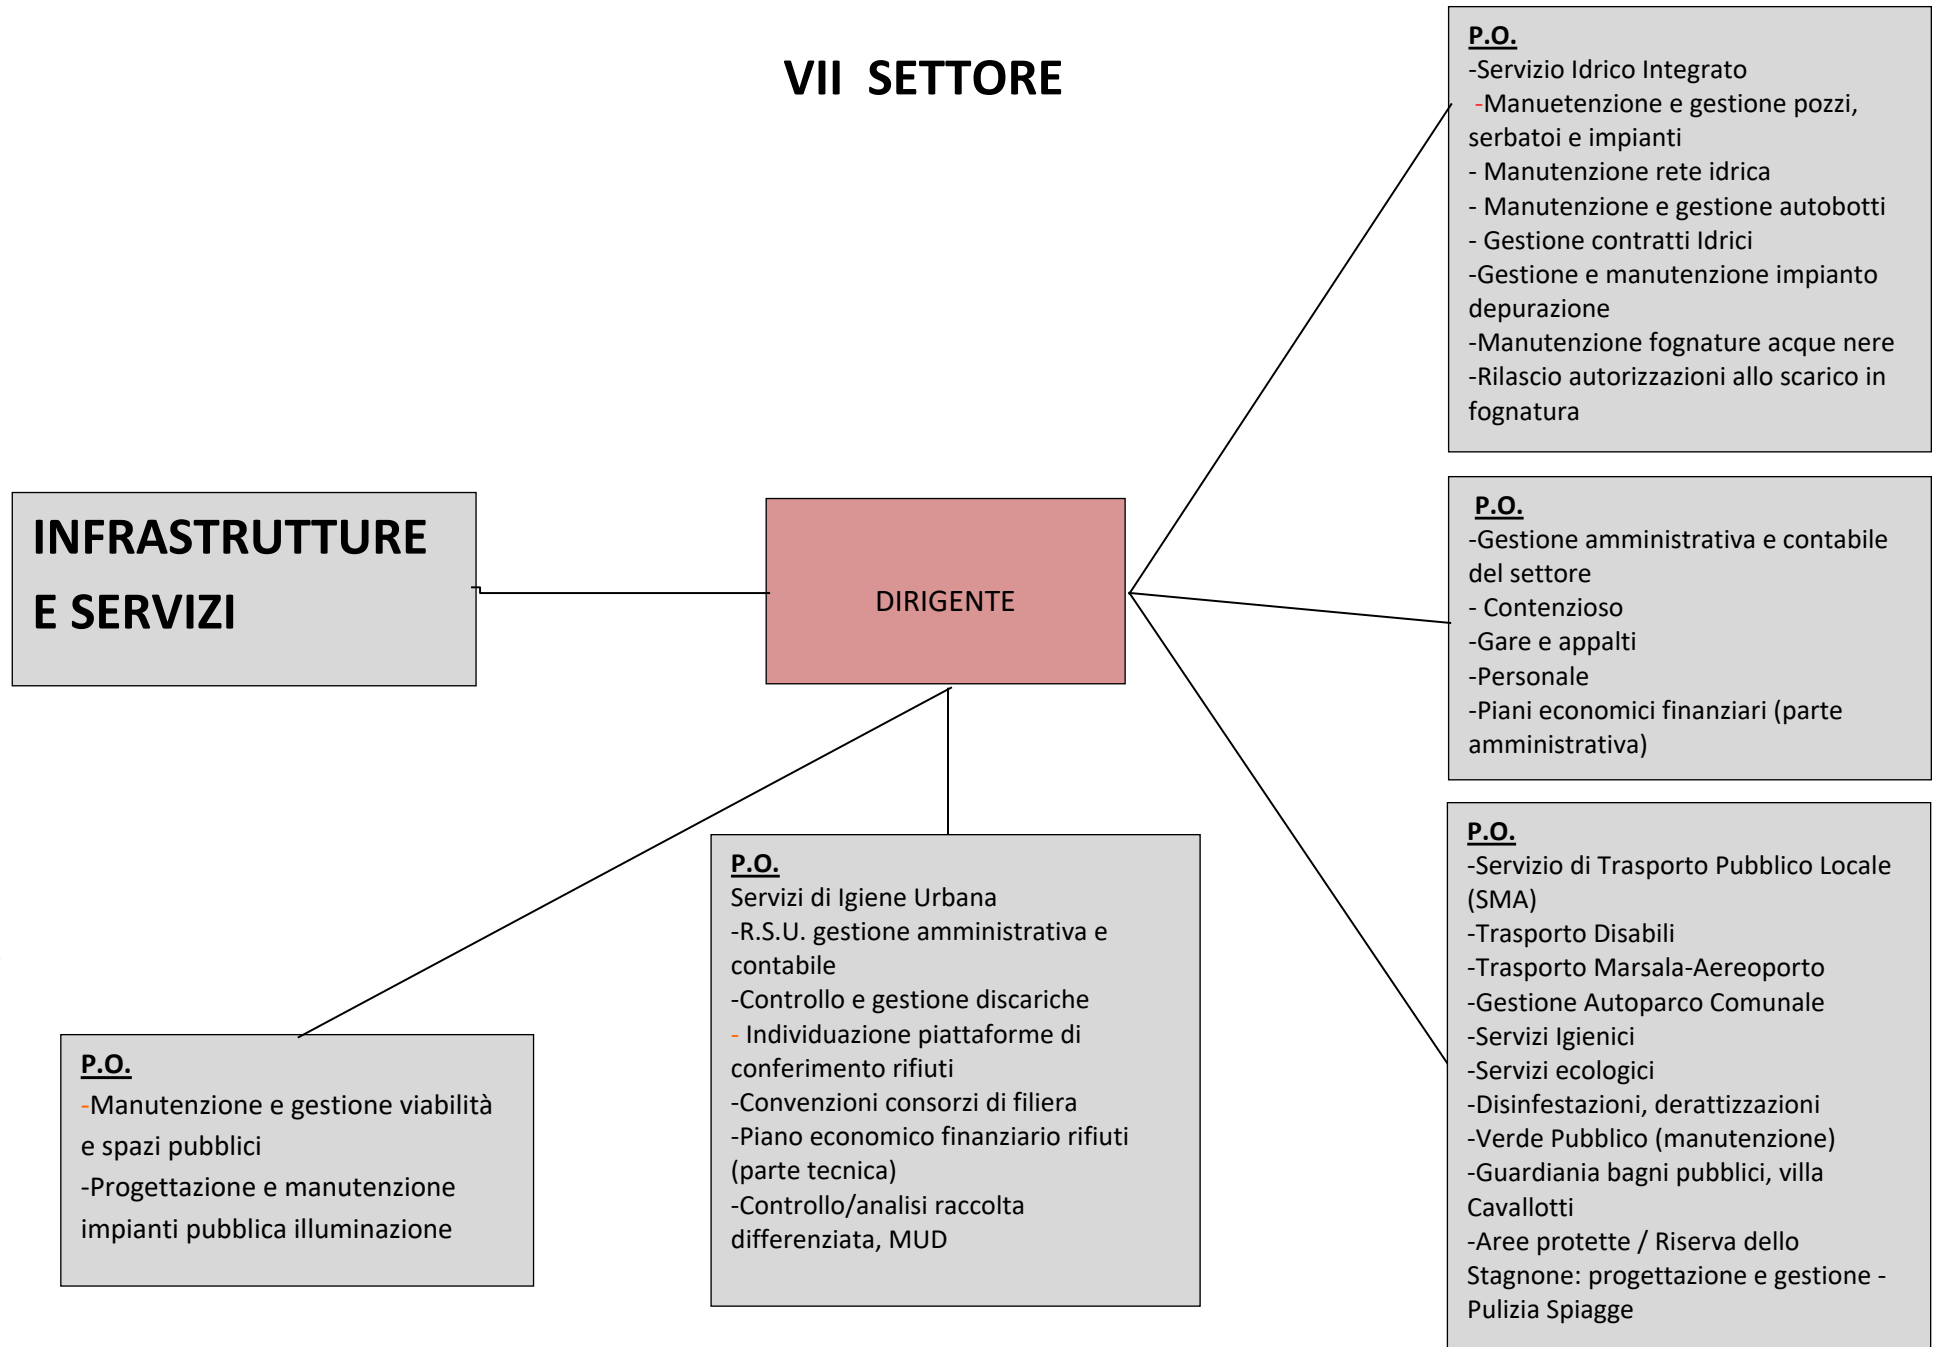 VII SETTORE
P.O.
-Servizio Idrico Integrato
-Manuetenzione e gestione pozzi,
serbatoi e impianti
- Manutenzione rete idrica
- Manutenzione e gestione autobotti
- Gestione contratti Idrici
-Gestione e manutenzione impianto
depurazione
-Manutenzione fognature acque nere
-Rilascio autorizzazioni allo scarico in
fognatura
INFRASTRUTTURE
E SERVIZI
DIRIGENTE
P.O.
-Gestione amministrativa e contabile
del settore
- Contenzioso
-Gare e appalti
-Personale
-Piani economici finanziari (parte
amministrativa)
P.O.
-Manutenzione e gestione viabilità
e spazi pubblici
-Progettazione e manutenzione
impianti pubblica illuminazione
P.O.
Servizi di Igiene Urbana
-R.S.U. gestione amministrativa e
contabile
-Controllo e gestione discariche
- Individuazione piattaforme di
conferimento rifiuti
-Convenzioni consorzi di filiera
-Piano economico finanziario rifiuti
(parte tecnica)
-Controllo/analisi raccolta
differenziata, MUD
P.O.
-Servizio di Trasporto Pubblico Locale
(SMA)
-Trasporto Disabili
-Trasporto Marsala-Aereoporto
-Gestione Autoparco Comunale
-Servizi Igienici
-Servizi ecologici
-Disinfestazioni, derattizzazioni
-Verde Pubblico (manutenzione)
-Guardiania bagni pubblici, villa
Cavallotti
-Aree protette / Riserva dello
Stagnone: progettazione e gestione -
Pulizia Spiagge